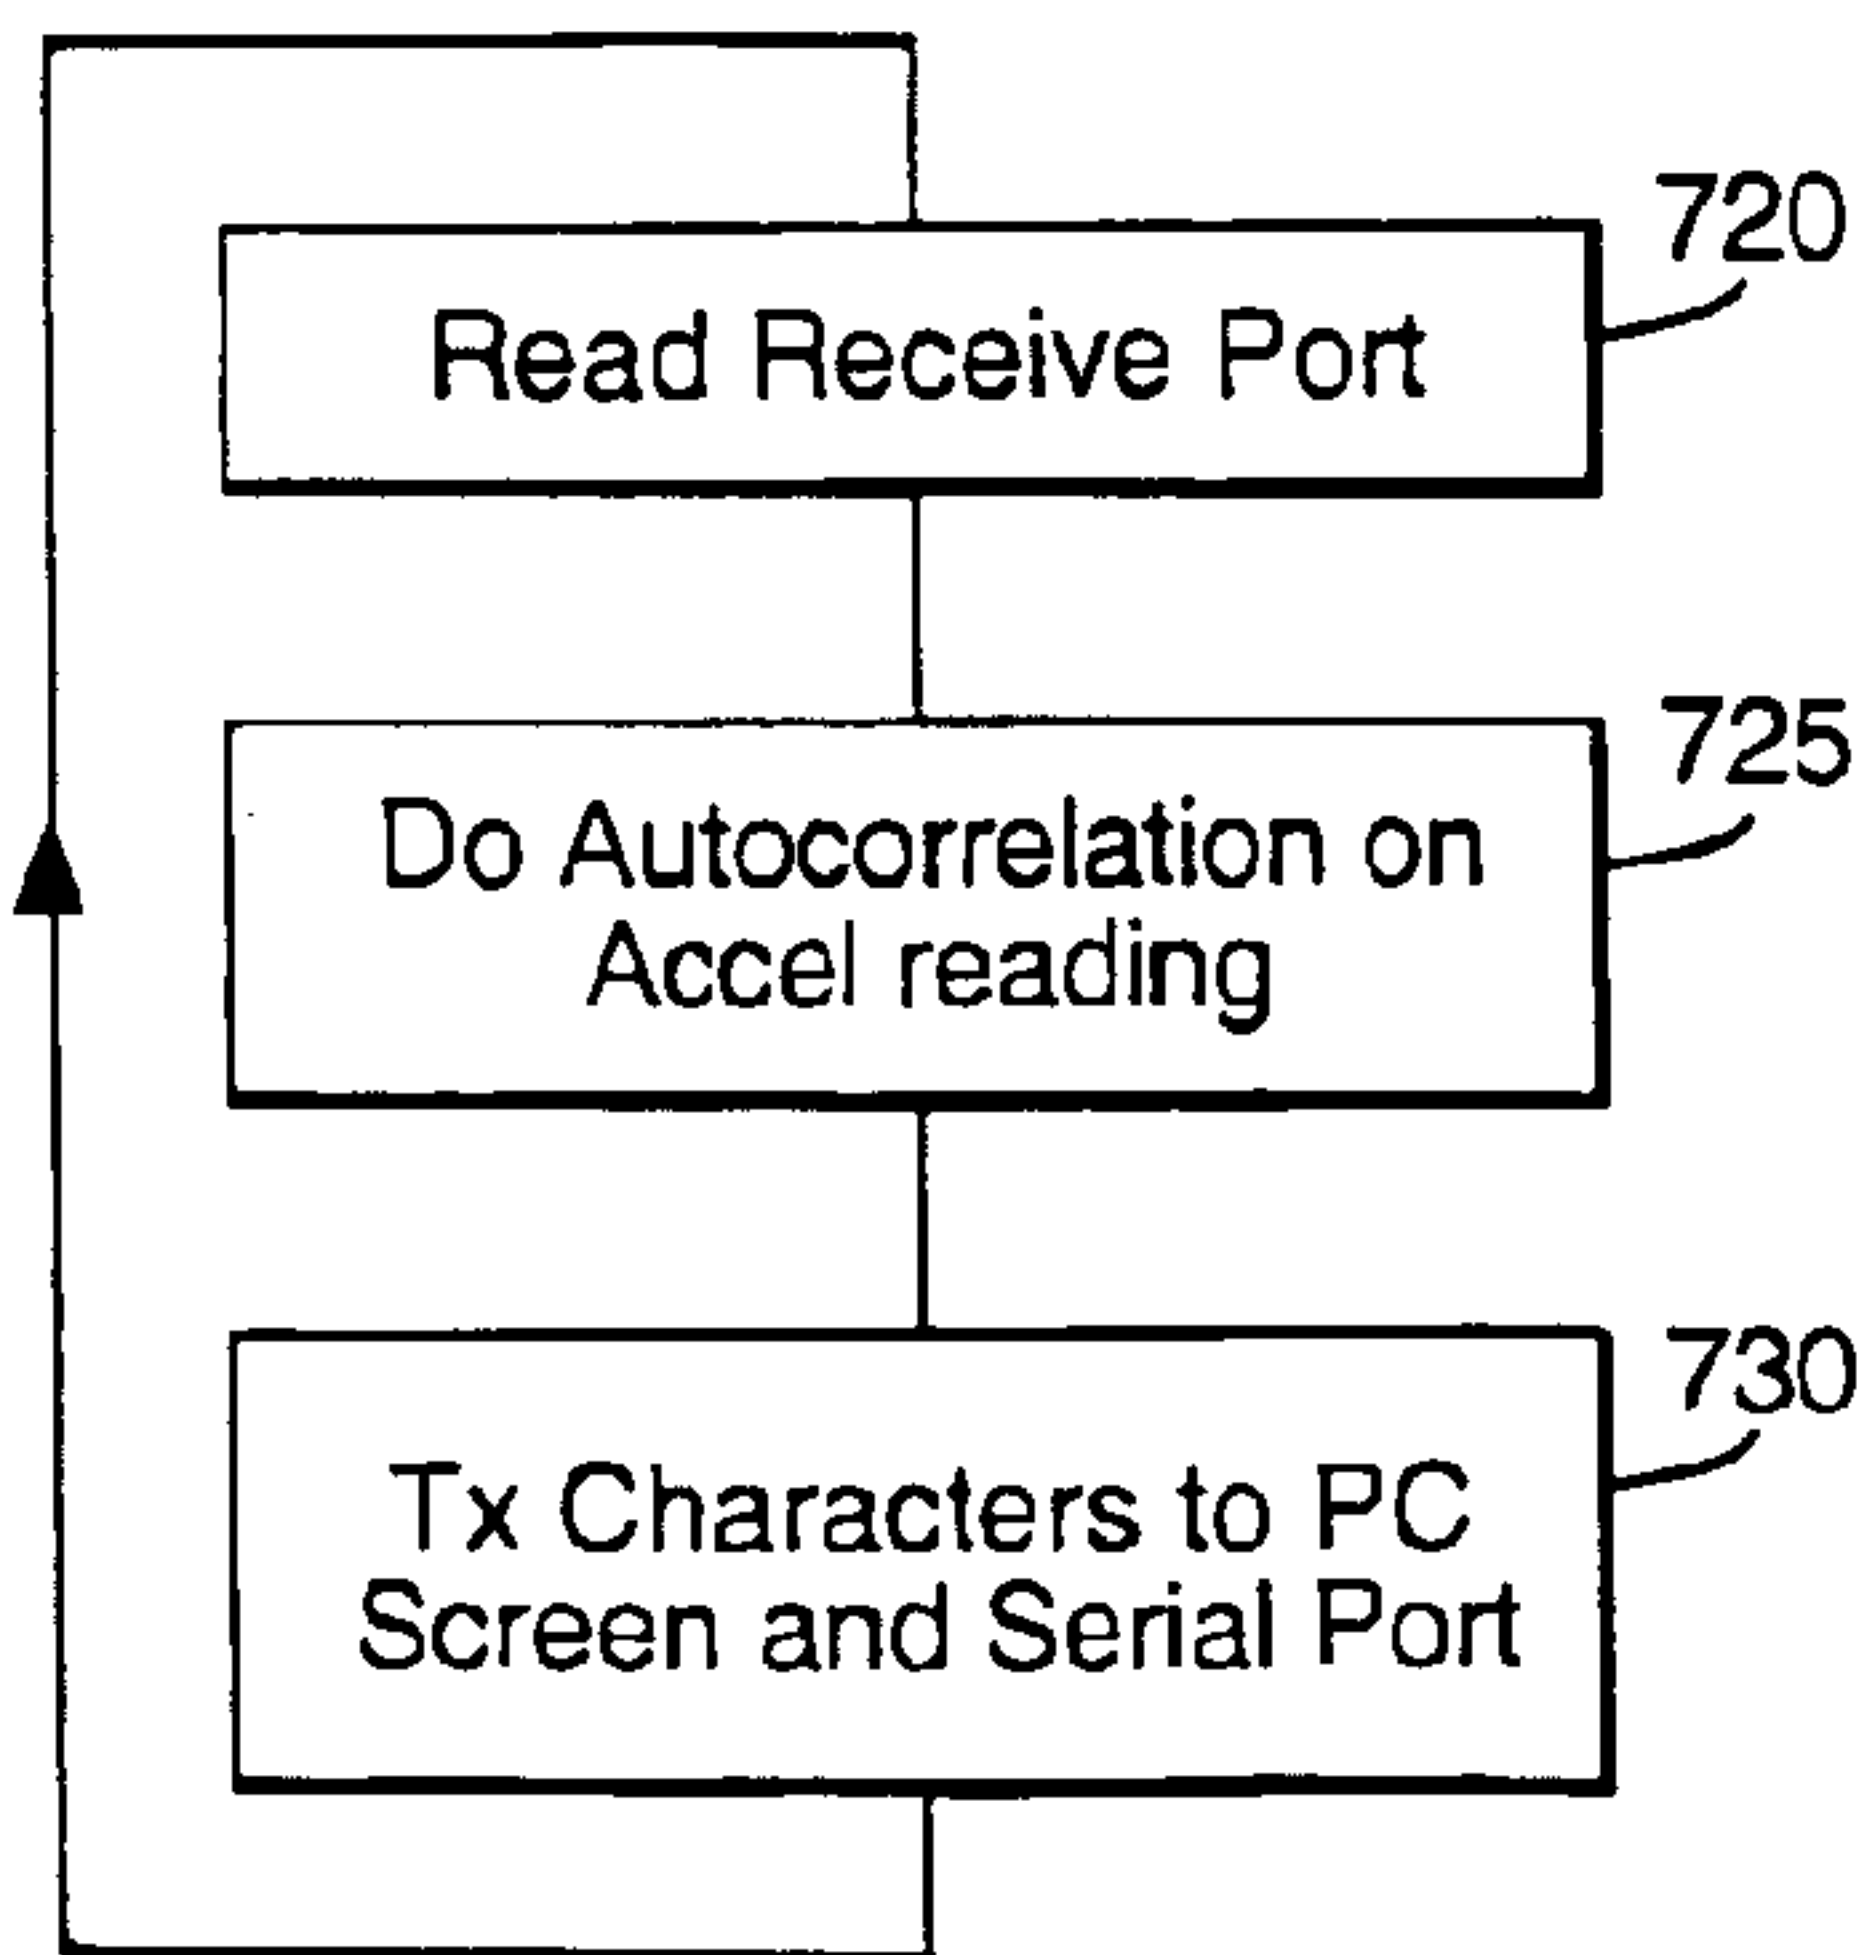 720
Read Receive Port
725
Do Autocorrelation on
Accel reading
730
Tx Characters to PC
Screen and Serial Port